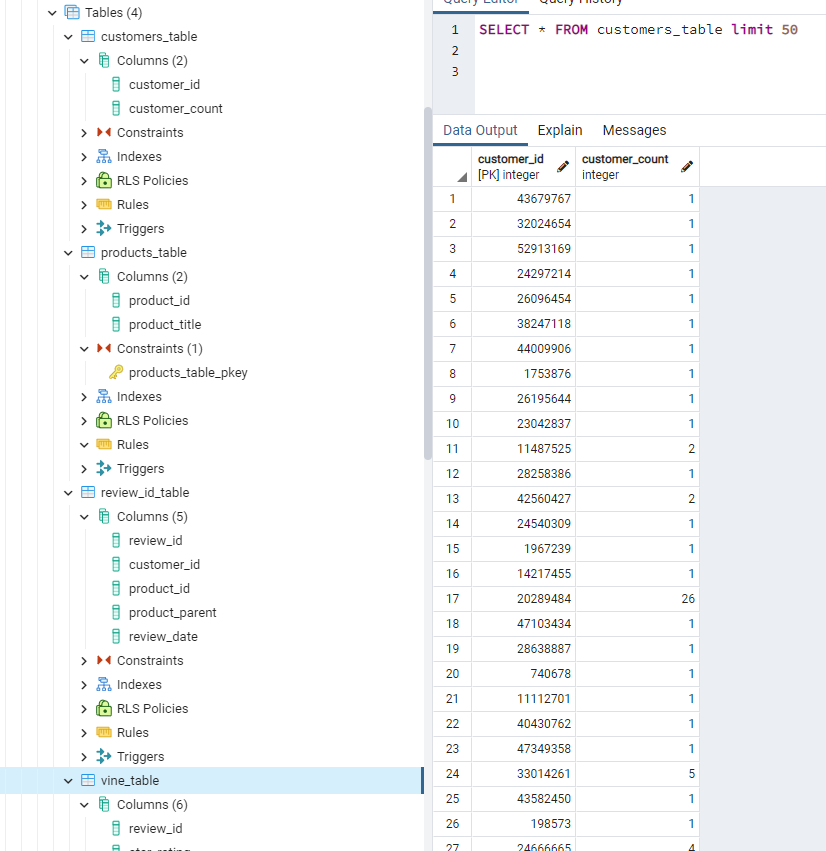 Tables (4)
customers_table
Columns (2)
customer_id
customer_count
Constraints
Indexes
RLS Policies
Rules
Triggers
products_table
Columns (2)
product_id
product_title
Constraints (1)
products_table_pkey
Indexes
RLS Policies
Rules
Triggers
review_id_table
Columns (5)
review_id
customer_id
product_id
product_parent
review_date
Constraints
Indexes
RLS Policies
Rules
Triggers
vine_table
Columns (6)
review_id
star_rating
Query Editor Query History
1 SELECT * FROM customers_table limit 50
2
3
Data Output Explain Messages
customer_id customer_count
[PK] integer integer
1 43679767 1
2 32024654 1
3 52913169 1
4 24297214 1
5 26096454 1
6 38247118 1
7 44009906 1
8 1753876 1
9 26195644 1
10 23042837 1
11 11487525 2
12 28258386 1
13 42560427 2
14 24540309 1
15 1967239 1
16 14217455 1
17 20289484 26
18 47103434 1
19 28638887 1
20 740678 1
21 11112701 1
22 40430762 1
23 47349358 1
24 33014261 5
25 43582450 1
26 198573 1
27 24666665 4